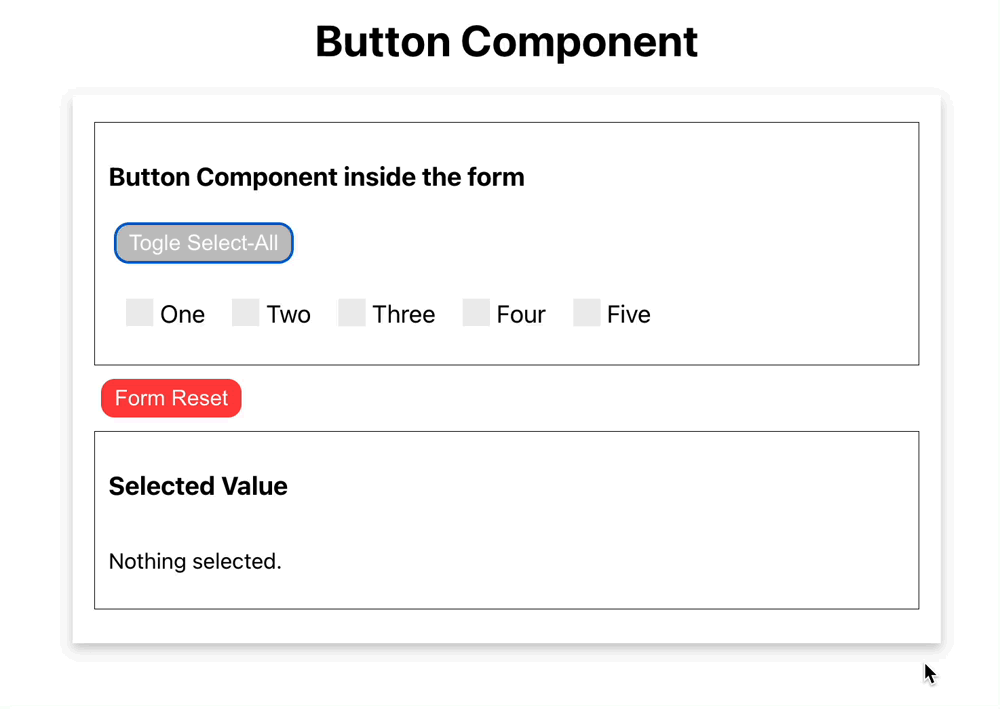 Button Component
Button Component inside the form
Togle Select-All
One Two Three Four Five
Form Reset
Selected Value
Nothing selected.